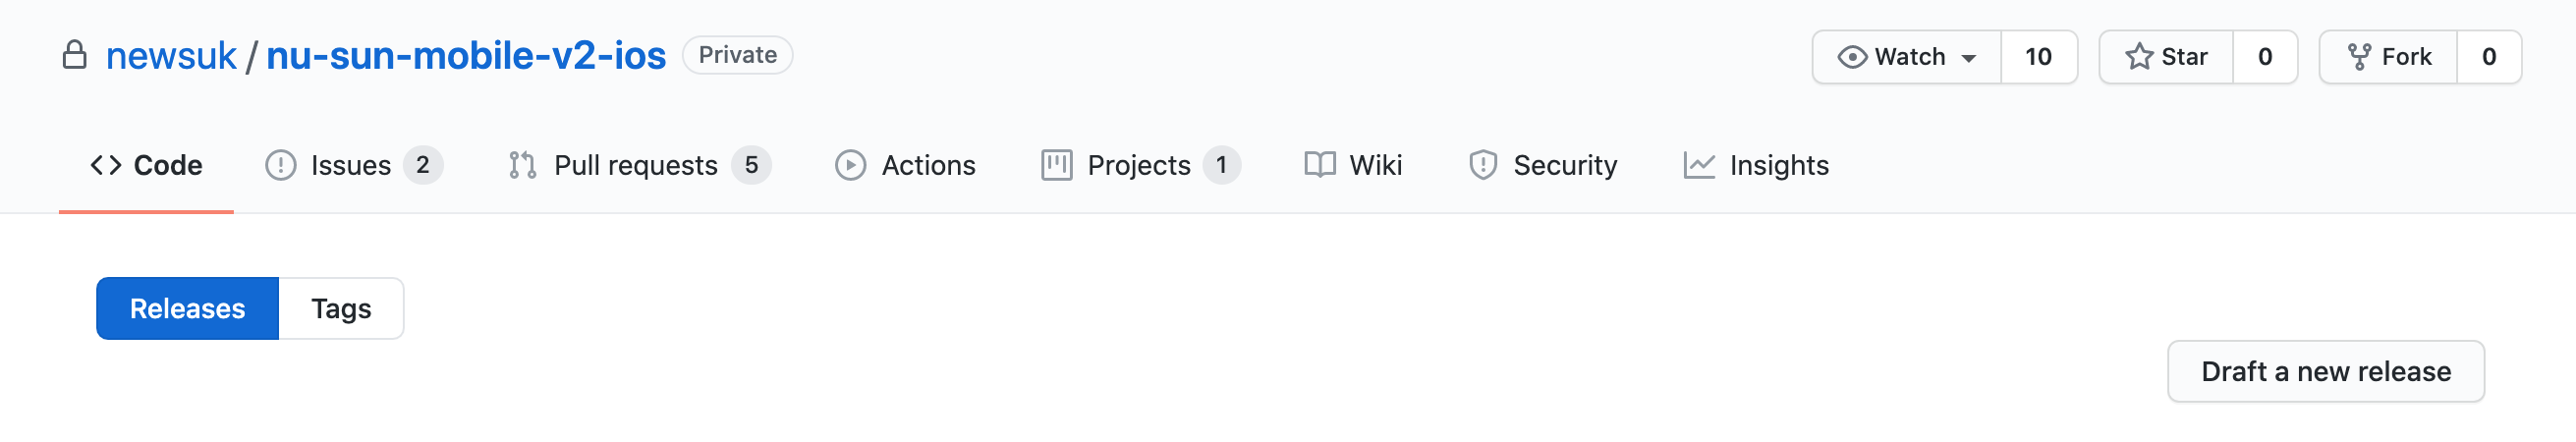 newsuk / nu-sun-mobile-v2-ios Private Watch 10 Star 0 Fork 0
Code Issues 2 Pull requests 5 Actions Projects 1 Wiki Security Insights
Releases Tags
Draft a new release